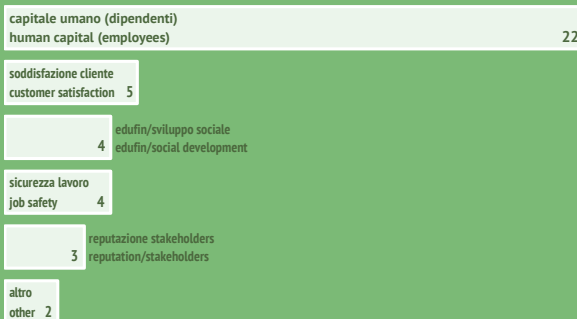 capitale umano (dipendenti)
human capital (employees) 22
soddisfazione cliente
customer satisfaction 5
edufin/sviluppo sociale
4 edufin/social development
sicurezza lavoro
job safety 4
reputazione stakeholders
3 reputation/stakeholders
altro
other 2